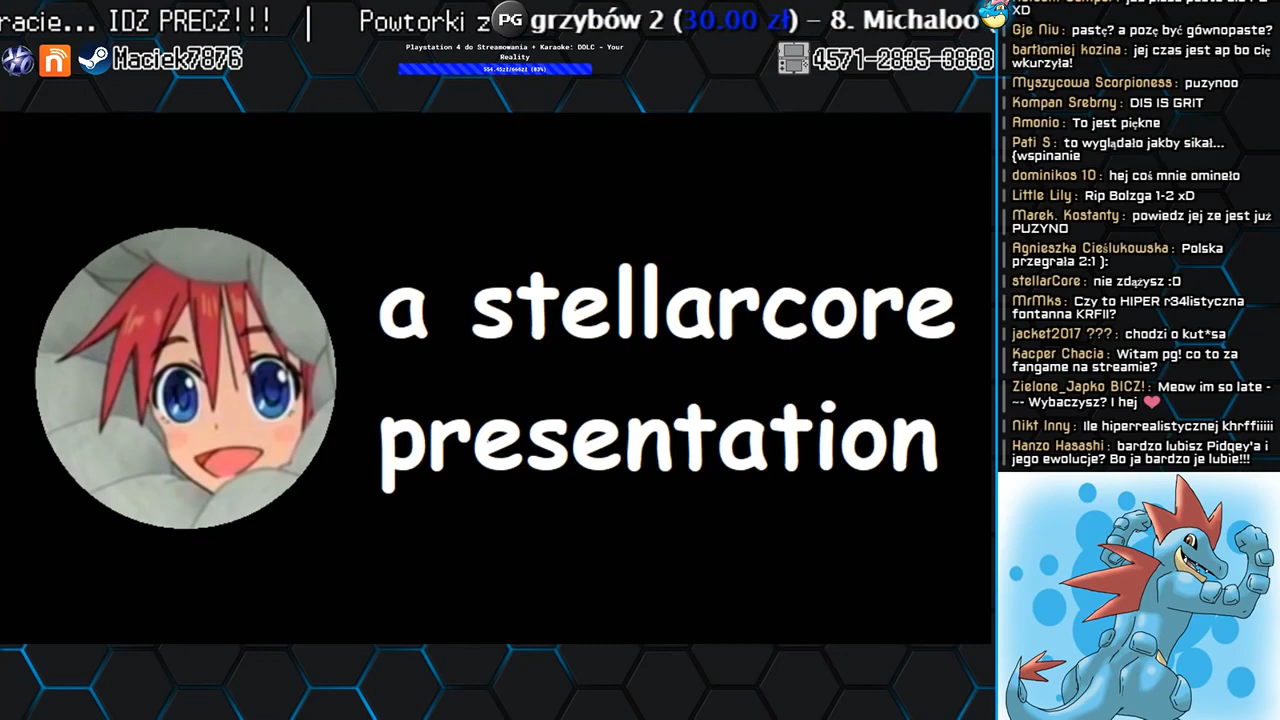 racie... IDZ PRECZ!!! | Powtorki z PG grzybów 2 (30.00 zł) – 8. Michaloo
Maciek7876
Playstation 4 do Streamowania + Karaoke: DDLC - Your
Reality
4571-2835-3838
a stellarcore
presentation
XD
Gje Niu: pastę? a pozę być gównopaste?
bartłomiej kozina: jej czas jest ap bo cię
wkurzyła!
Myszycowa Scorpioness: puzynoo
Kompan Srebrny: DIS IS GRIT
Amonio: To jest piękne
Pati S: to wyglądało jakby sikał...
{wspinanie
dominikos 10: hej coś mnie omineło
Little Lily: Rip Bolzga 1-2 xD
Marek. Kostanty: powiedz jej ze jest już
PUZYNO
Agnieszka Cieślukowska: Polska
przegrała 2:1 ):
stellarCore: nie zdążysz :D
MrMks: Czy to HIPER r34listyczna
fontanna KRFII?
jacket2017 ???: chodzi o kut*sa
Kacper Chacia: Witam pg! co to za
fangame na streamie?
Zielone_Japko BICZ!: Meow im so late -
~- Wybaczysz? I hej
Nikt Inny: Ile hiperrealistycznej khrffiiiii
Hanzo Hasashi: bardzo lubisz Pidgey'a i
jego ewolucje? Bo ja bardzo je lubie!!!